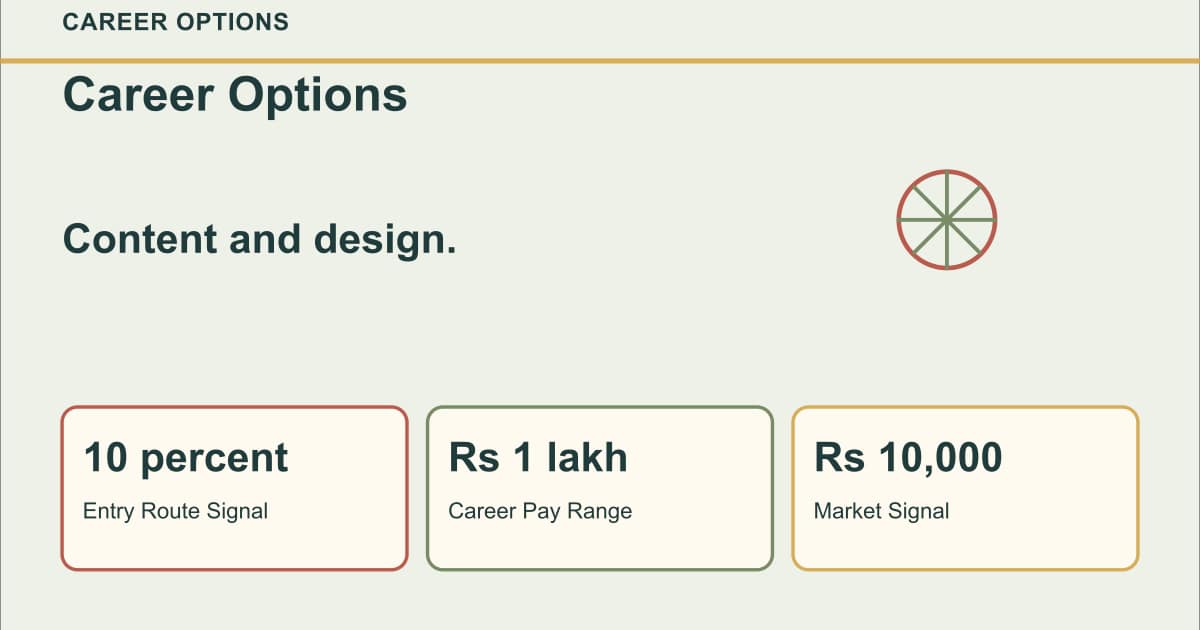 CAREER OPTIONS
Career Options
Content and design.
10 percent
Entry Route Signal
Rs 1 lakh
Career Pay Range
Rs 10,000
Market Signal